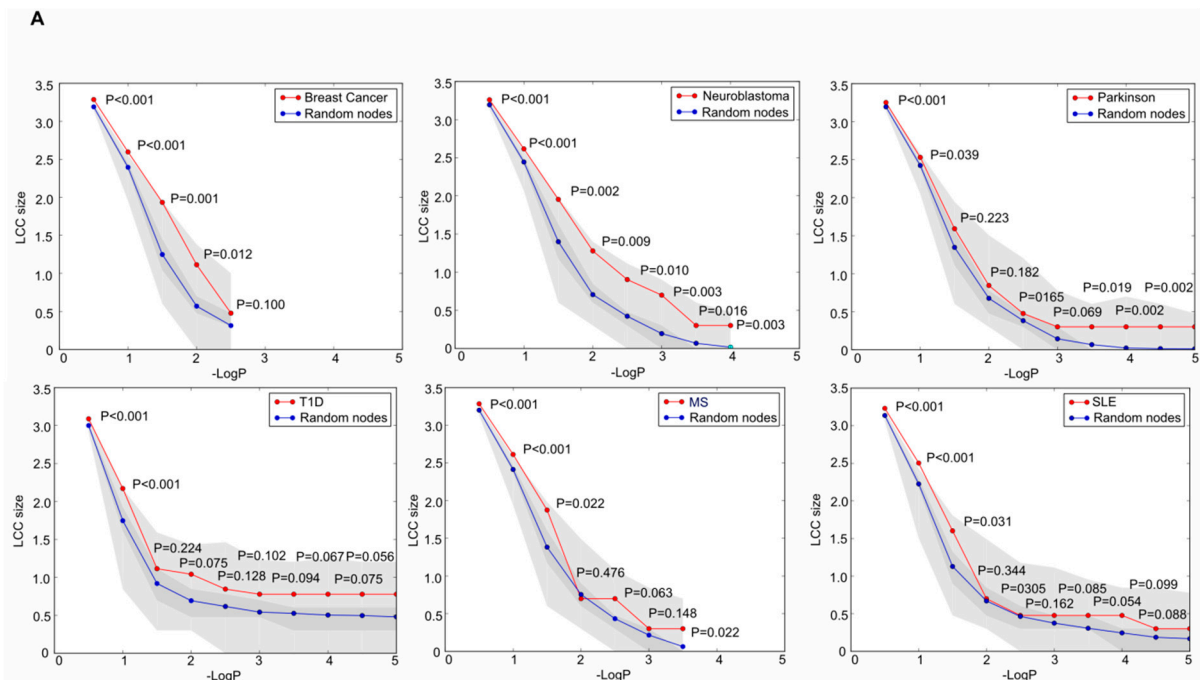 A
3.5
3.0
2.5
2.0
1.5
1.0
0.5
0
LCC size
Breast Cancer
Random nodes
P<0.001
P<0.001
P=0.001
P=0.012
P=0.100
0 1 2 3 4 5
-LogP
3.5
3.0
2.5
2.0
1.5
1.0
0.5
0
LCC size
Neuroblastoma
Random nodes
P<0.001
P<0.001
P=0.002
P=0.009
P=0.010
P=0.003
P=0.016
P=0.003
0 1 2 3 4 5
-LogP
3.5
3.0
2.5
2.0
1.5
1.0
0.5
0
LCC size
Parkinson
Random nodes
P<0.001
P=0.039
P=0.223
P=0.182
P=0165
P=0.069
P=0.019
P=0.002
P=0.002
0 1 2 3 4 5
-LogP
3.5
3.0
2.5
2.0
1.5
1.0
0.5
0
LCC size
T1D
Random nodes
P<0.001
P<0.001
P=0.224
P=0.075
P=0.128
P=0.102
P=0.094
P=0.067
P=0.075
P=0.056
0 1 2 3 4 5
-LogP
3.5
3.0
2.5
2.0
1.5
1.0
0.5
0
LCC size
MS
Random nodes
P<0.001
P<0.001
P=0.022
P=0.476
P=0.063
P=0.148
P=0.022
0 1 2 3 4 5
-LogP
3.5
3.0
2.5
2.0
1.5
1.0
0.5
0
LCC size
SLE
Random nodes
P<0.001
P<0.001
P=0.031
P=0.344
P=0305
P=0.162
P=0.085
P=0.054
P=0.099
P=0.088
0 1 2 3 4 5
-LogP